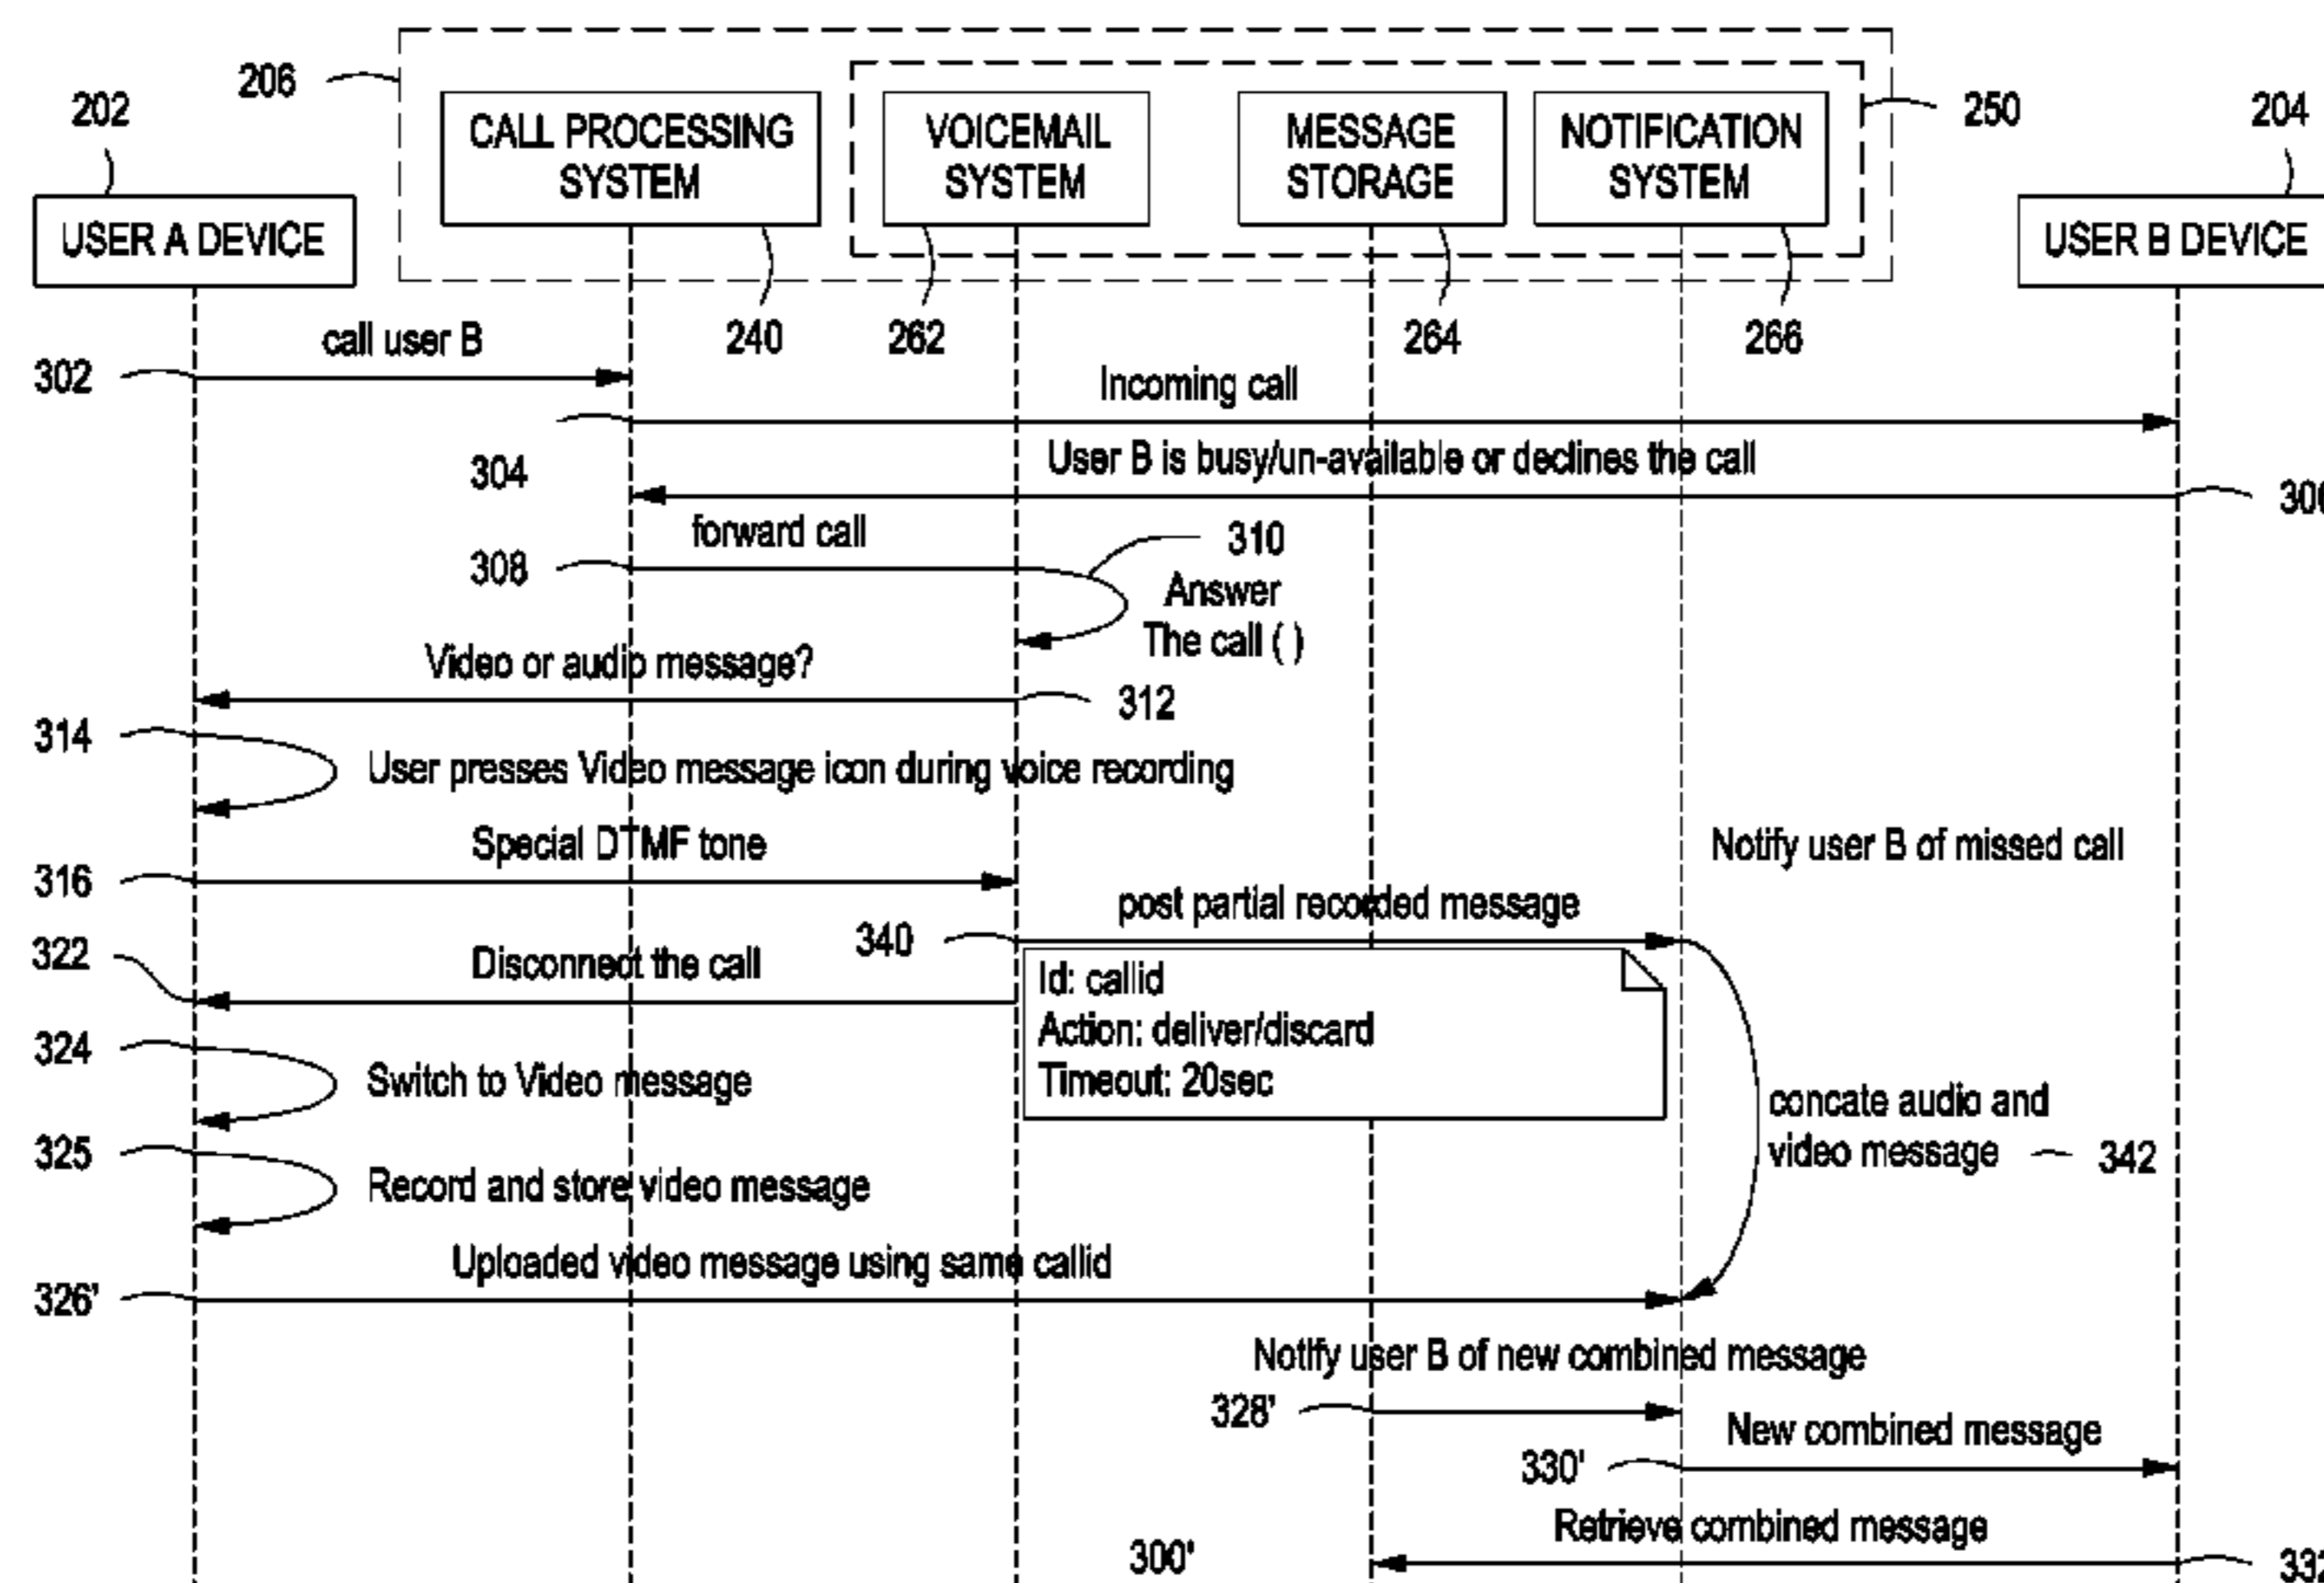 206
202
CALL PROCESSING
SYSTEM
VOICEMAIL
SYSTEM
MESSAGE
STORAGE
NOTIFICATION
SYSTEM
250
204
USER A DEVICE
USER B DEVICE
240
262
264
266
call user B
302
Incoming call
304
User B is busy/un-available or declines the call
308
forward call
310
Answer
The call ( )
Video or audio message?
312
314
User presses Video message icon during voice recording
Special DTMF tone
316
Notify user B of missed call
post partial recorded message
340
322
Disconnect the call
Id: callid
Action: deliver/discard
Timeout: 20sec
324
Switch to Video message
concate audio and
video message
342
325
Record and store video message
Uploaded video message using same callid
326'
Notify user B of new combined message
328'
New combined message
330'
Retrieve combined message
300'